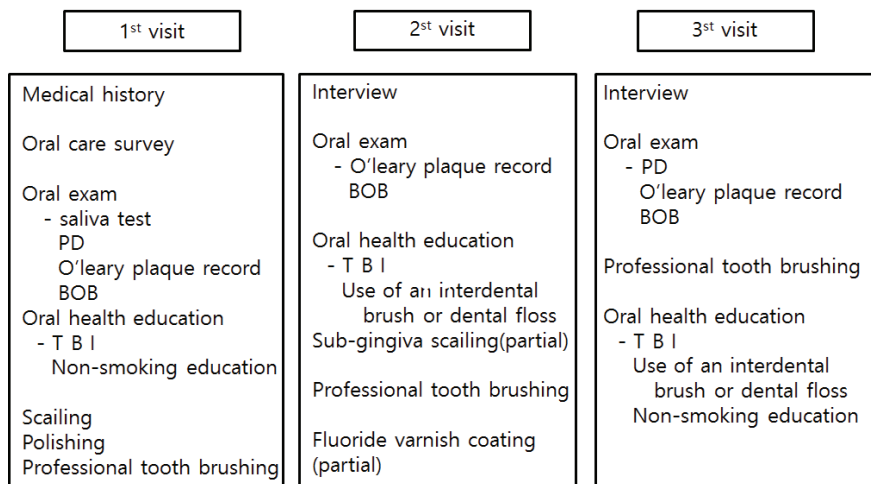 1st visit
Medical history
Oral care survey
Oral exam
- saliva test
PD
O'leary plaque record
BOB
Oral health education
- T B I
Non-smoking education
Scailing
Polishing
Professional tooth brushing
2st visit
Interview
Oral exam
- O'leary plaque record
BOB
Oral health education
- T B I
Use of an interdental
brush or dental floss
Sub-gingiva scailing(partial)
Professional tooth brushing
Fluoride varnish coating
(partial)
3st visit
Interview
Oral exam
- PD
O'leary plaque record
BOB
Professional tooth brushing
Oral health education
- T B I
Use of an interdental
brush or dental floss
Non-smoking education